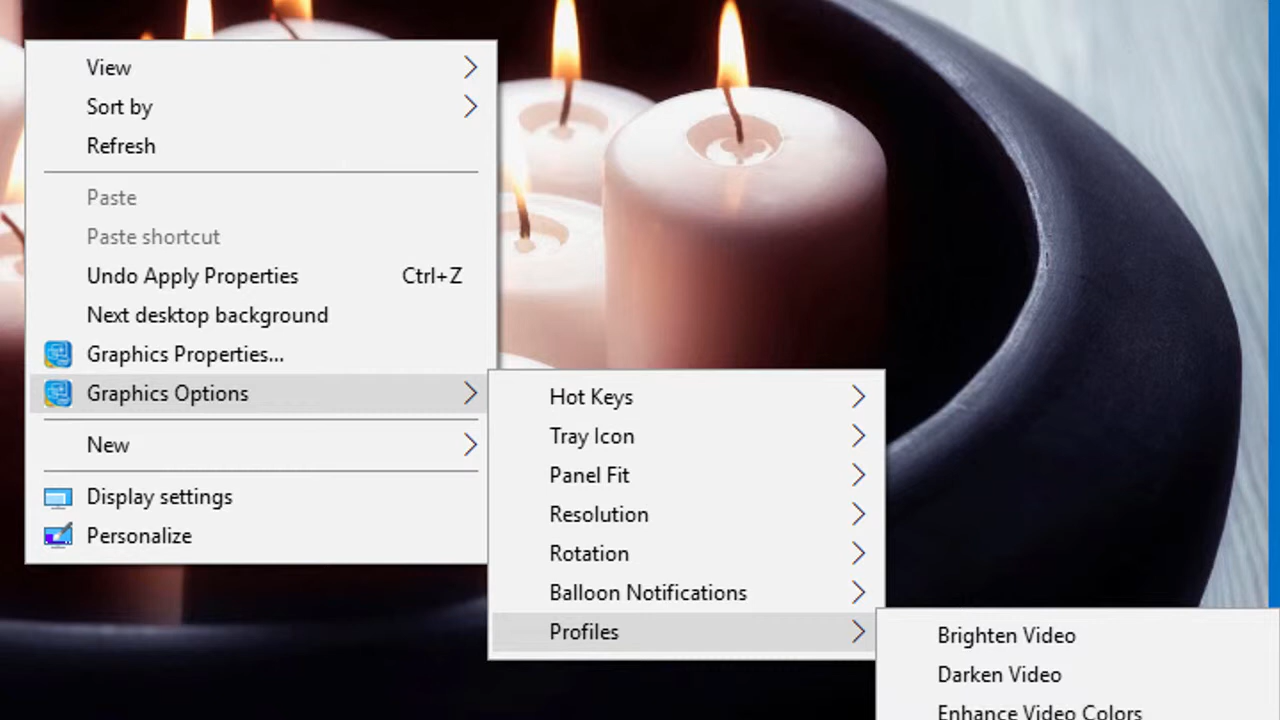 View
Sort by
Refresh
Paste
Paste shortcut
Undo Apply Properties Ctrl+Z
Next desktop background
Graphics Properties...
Graphics Options
New
Display settings
Personalize
Hot Keys
Tray Icon
Panel Fit
Resolution
Rotation
Balloon Notifications
Profiles
Brighten Video
Darken Video
Enhance Video Colors